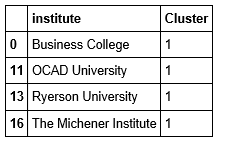 institute Cluster
0 Business College 1
11 OCAD University 1
13 Ryerson University 1
16 The Michener Institute 1